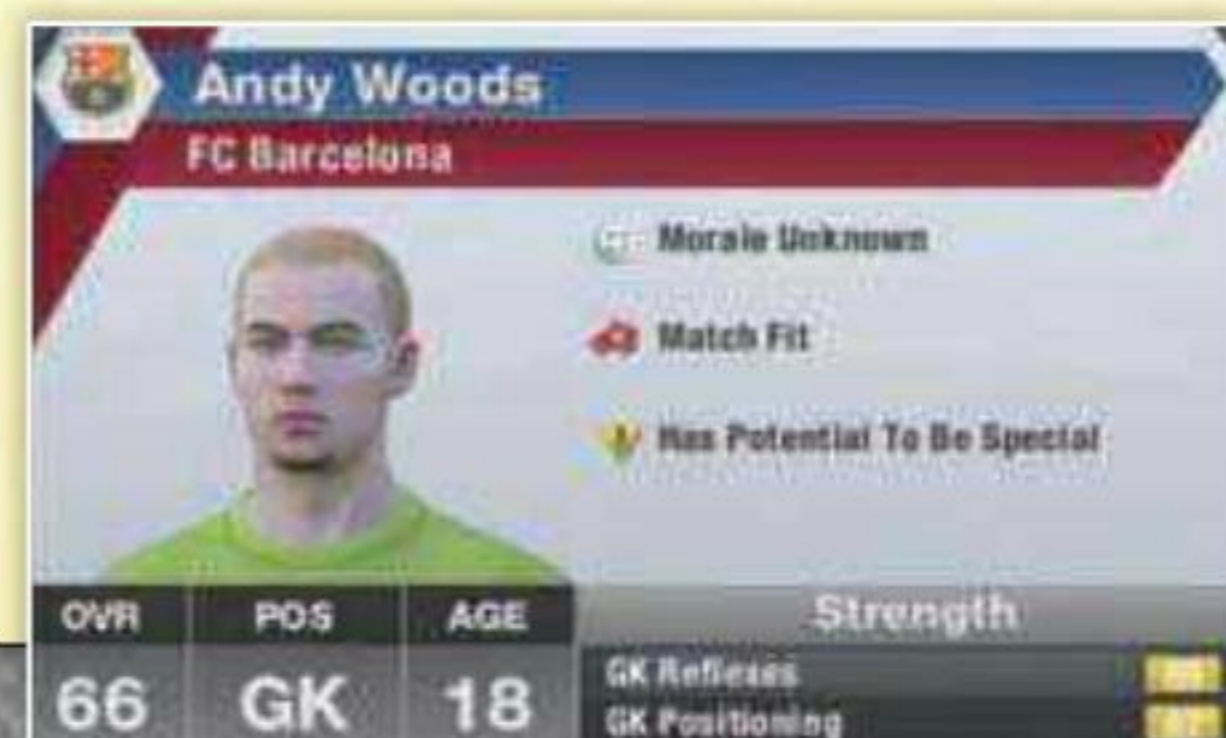 Andy Woods
FC Barcelona
Morale Unknown
Match Fit
Has Potential To Be Special
OVR POS AGE
66 GK 18
Strength
GK Reflexes
GK Positioning